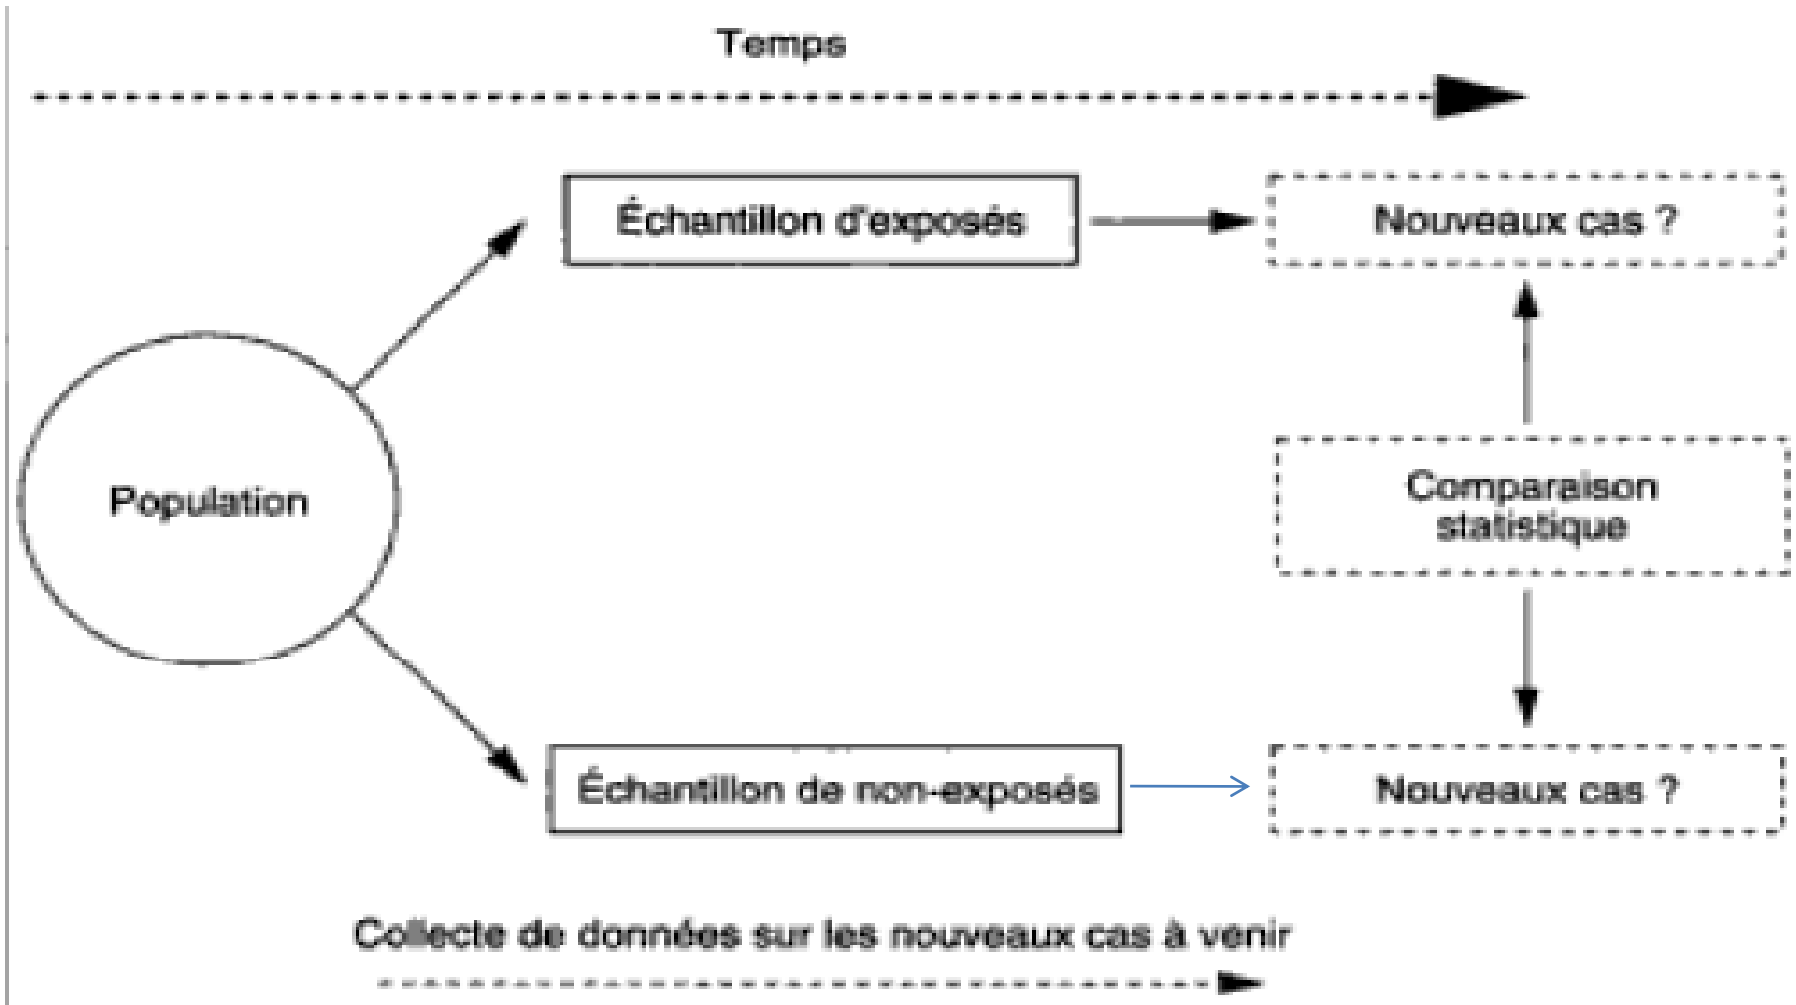 Temps
Échantillon d'exposés
Nouveaux cas ?
Population
Comparaison
statistique
Échantillon de non-exposés
Nouveaux cas ?
Collecte de données sur les nouveaux cas à venir